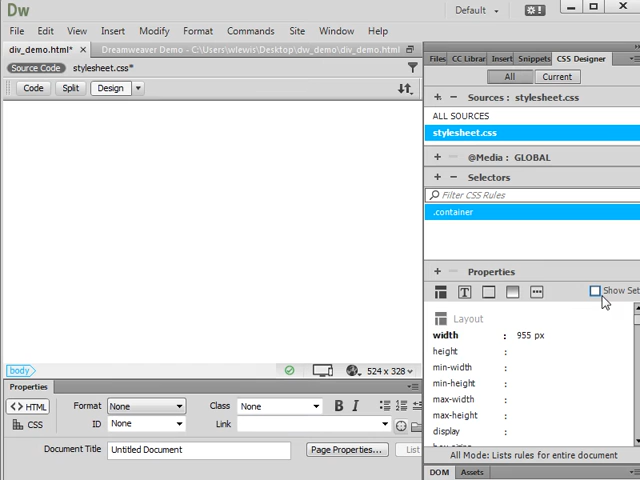 Dw
Default
File Edit View Insert Modify Format Commands Site Window Help
div_demo.html* Dreamweaver Demo - C:\Users\wlewis\Desktop\dw_demo\div_demo.html
Source Code stylesheet.css*
Code Split Design
Files CC Librar Insert Snippets CSS Designer
All Current
Sources : stylesheet.css
ALL SOURCES
stylesheet.css
@Media : GLOBAL
Selectors
Filter CSS Rules
.container
Properties
Show Set
Layout
width : 955 px
height :
min-width :
min-height :
max-width :
max-height :
display :
All Mode: Lists rules for entire document
DOM Assets
body 524 x 328
Properties
HTML Format None Class None B I
CSS ID None Link
Document Title Untitled Document Page Properties... List